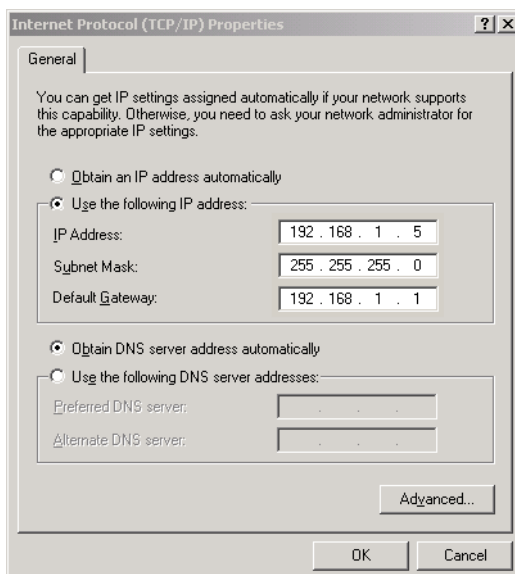 Internet Protocol (TCP/IP) Properties
General
You can get IP settings assigned automatically if your network supports
this capability. Otherwise, you need to ask your network administrator for
the appropriate IP settings.
Obtain an IP address automatically
Use the following IP address:
IP Address: 192 . 168 . 1 . 5
Subnet Mask: 255 . 255 . 255 . 0
Default Gateway: 192 . 168 . 1 . 1
Obtain DNS server address automatically
Use the following DNS server addresses:
Preferred DNS server: . . .
Alternate DNS server: . . .
Advanced...
OK Cancel